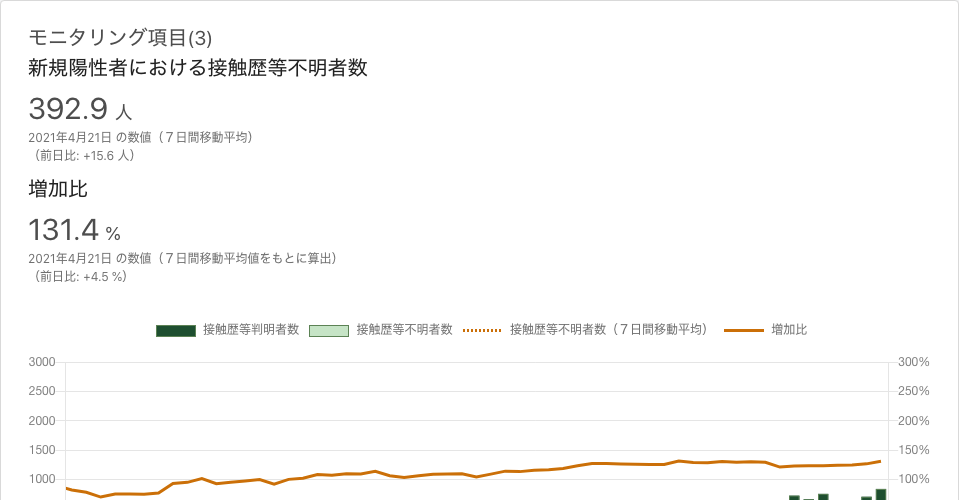 モニタリング項目(3)
新規陽性者における接触歴等不明者数
392.9 人
2021年4月21日 の数値（７日間移動平均）
（前日比: +15.6 人）
増加比
131.4 %
2021年4月21日 の数値（７日間移動平均値をもとに算出）
（前日比: +4.5 %）
接触歴等判明者数 接触歴等不明者数 接触歴等不明者数（７日間移動平均） 増加比
3000 300%
2500 250%
2000 200%
1500 150%
1000 100%